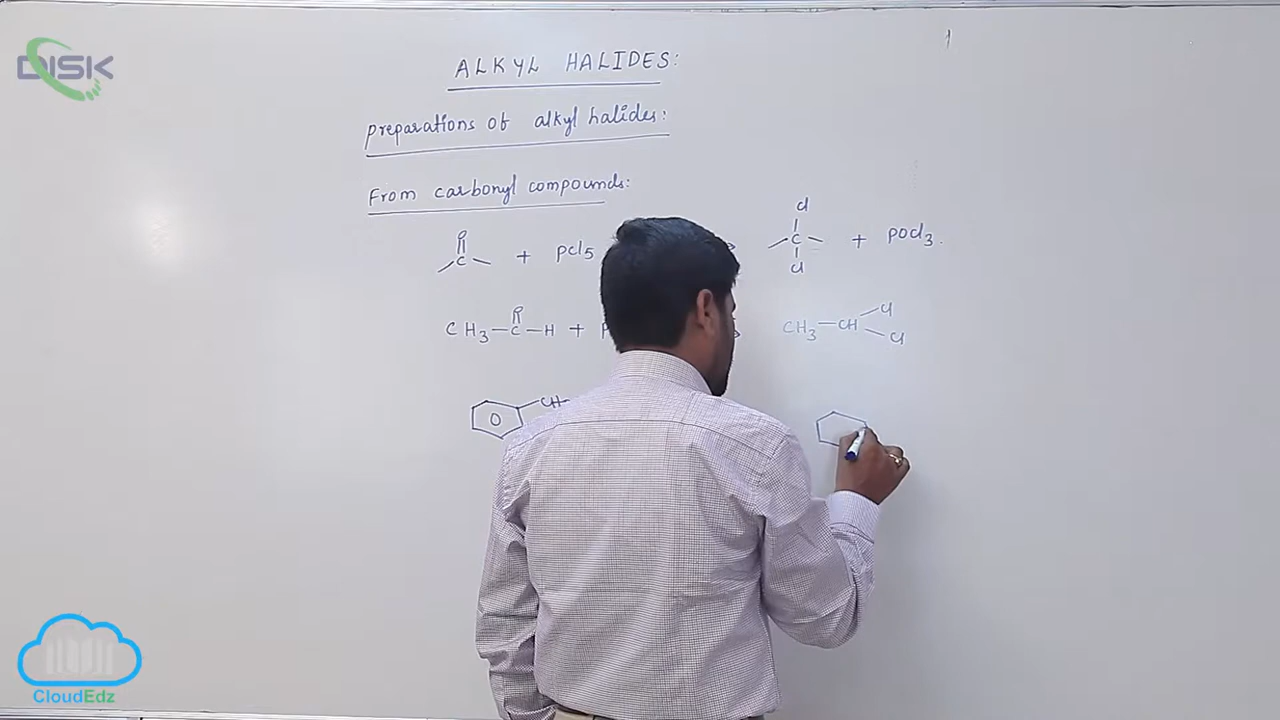 DISK
ALKYL HALIDES:
preparations of alkyl halides:
From carbonyl compounds:
O Cl
C + pcl5 C + pocl3.
Cl
O Cl
CH3-C-H + CH3-CH
Cl
O CH
CloudEdz